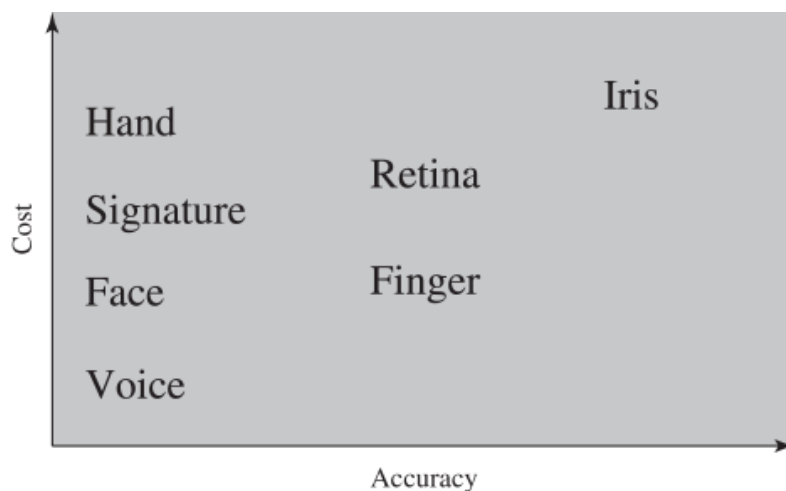 Iris
Hand
Retina
Signature
Cost
Finger
Face
Voice
Accuracy